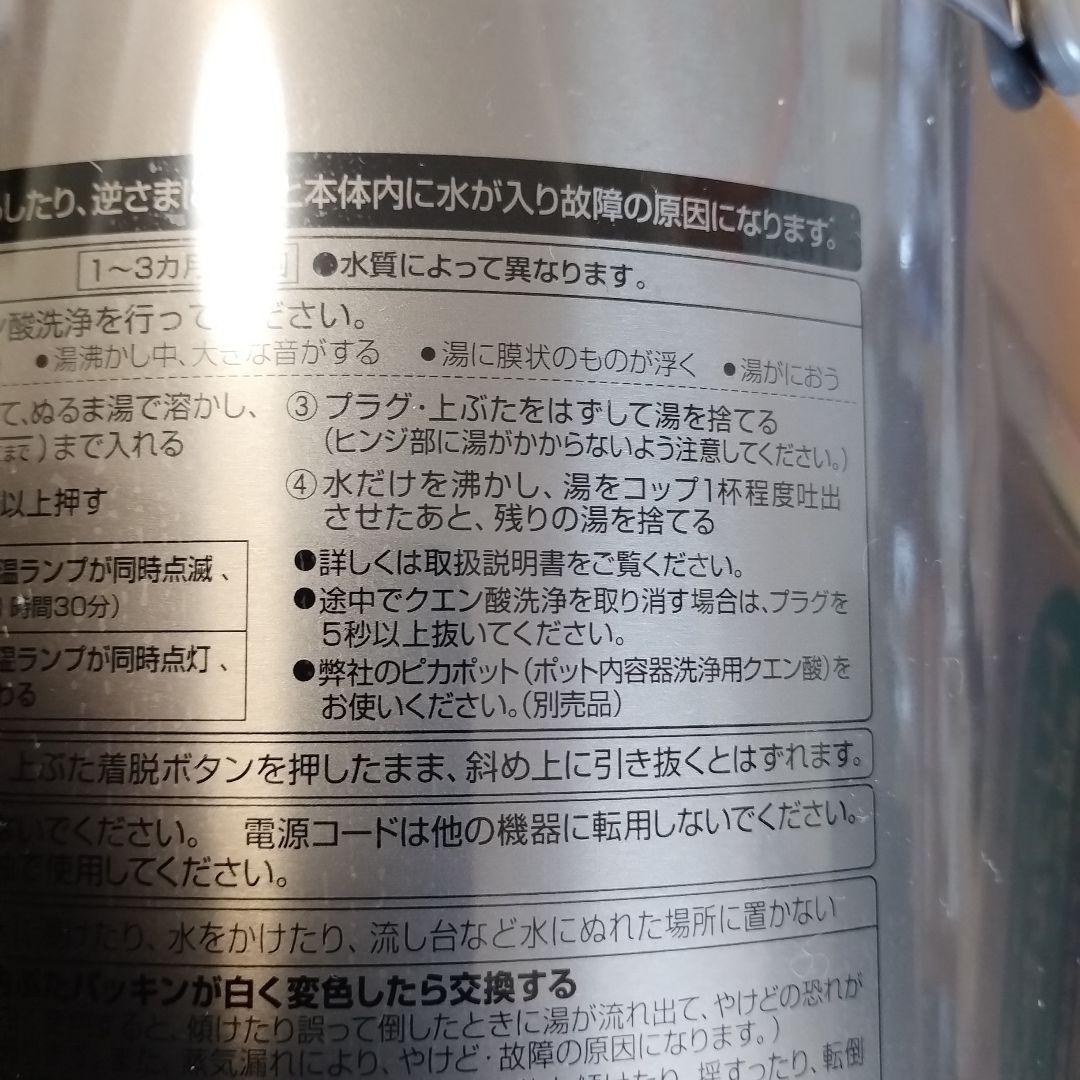 したり、逆さまに と本体内に水が入り故障の原因になります。
1～3カ月 回 ●水質によって異なります。
酸洗浄を行ってください。
●湯沸かし中、大きな音がする ●湯に膜状のものが浮く ●湯がにおう
て、ぬるま湯で溶かし、
まで)まで入れる
以上押す
温ランプが同時点滅、
時間30分)
温ランプが同時点灯、
わる
③プラグ・上ぶたをはずして湯を捨てる
(ヒンジ部に湯がかからないよう注意してください。)
④水だけを沸かし、湯をコップ1杯程度吐出
させたあと、残りの湯を捨てる
●詳しくは取扱説明書をご覧ください。
●途中でクエン酸洗浄を取り消す場合は、プラグを
5秒以上抜いてください。
●弊社のピカポット(ポット内容器洗浄用クエン酸)を
お使いください。(別売品)
上ぶた着脱ボタンを押したまま、斜め上に引き抜くとはずれます。
いでください。 電源コードは他の機器に転用しないでください。
で使用してください。
けたり、水をかけたり、流し台など水にぬれた場所に置かない
ぶたパッキンが白く変色したら交換する
すると、傾けたり誤って倒したときに湯が流れ出て、やけどの恐れが
蒸気漏れにより、やけど・故障の原因になります。)
傾けたり、揺すったり、転倒